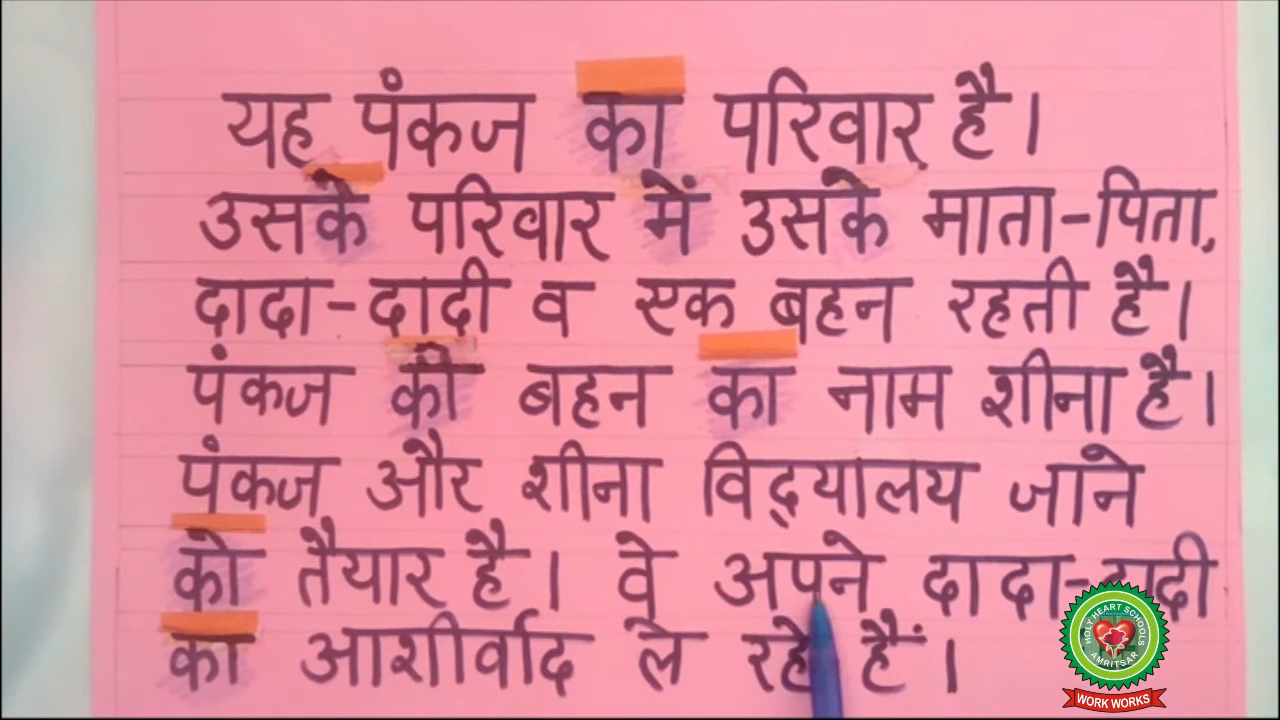 यह पंकज का परिवार है।
उसके परिवार में उसके माता-पिता,
दादा-दादी व एक बहन रहती है।
पंकज की बहन का नाम शीना है।
पंकज और शीना विद्यालय जाने
को तैयार है। वे अपने दादा-दादी
का आशीर्वाद ले रहे हैं।
HOLY HEART SCHOOLS
AMRITSAR
WORK WORKS